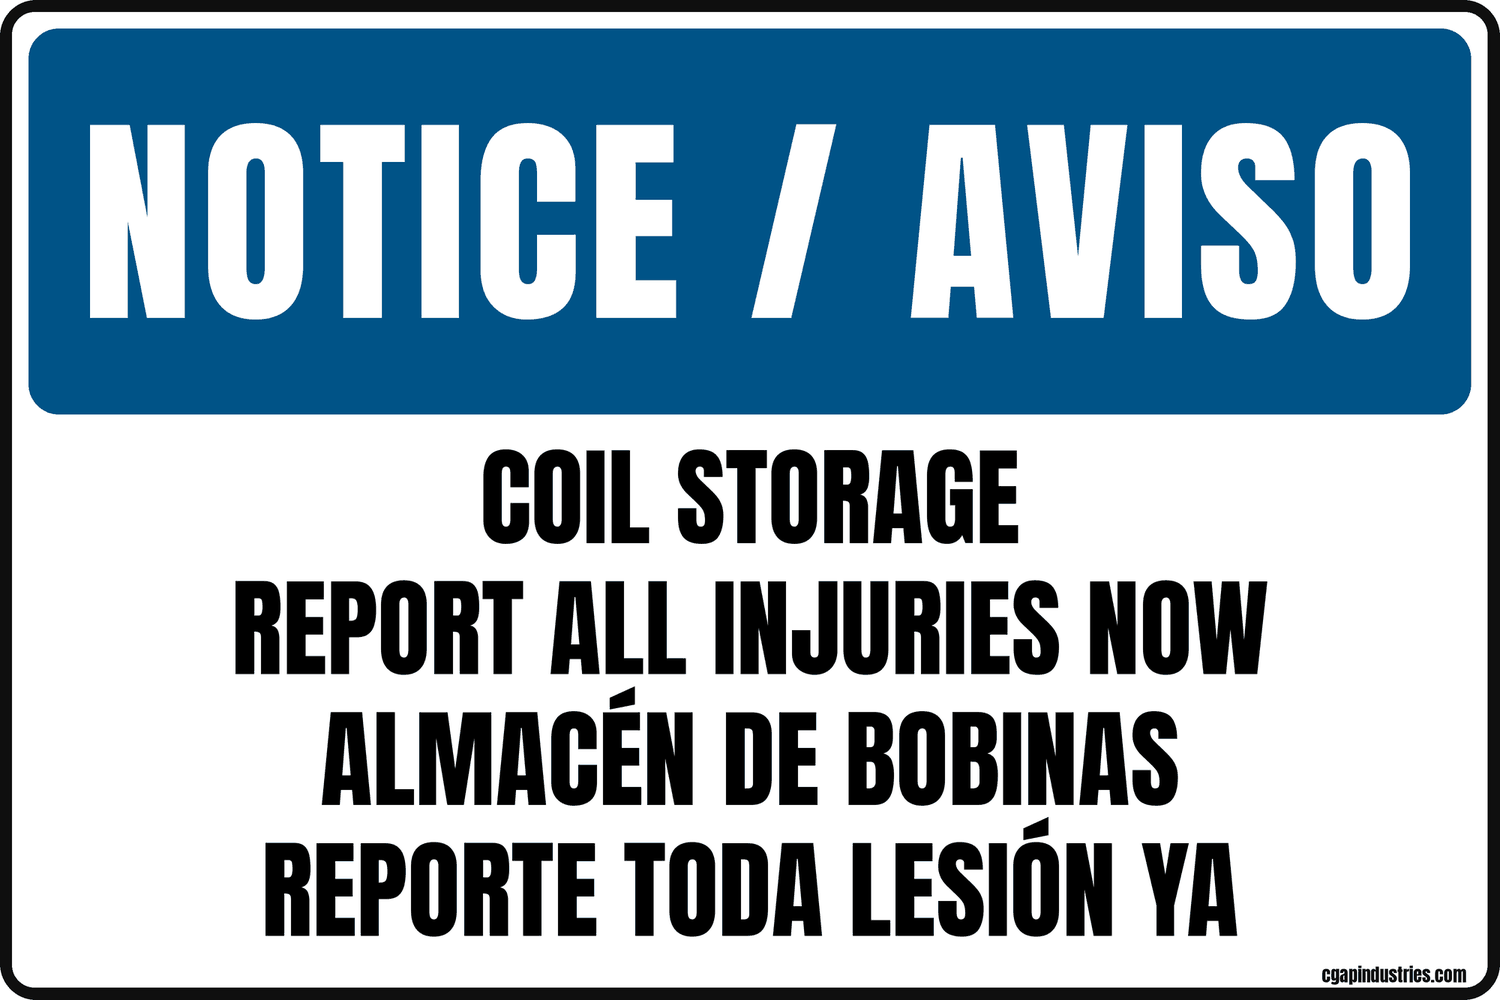 NOTICE / AVISO
COIL STORAGE
REPORT ALL INJURIES NOW
ALMACÉN DE BOBINAS
REPORTE TODA LESIÓN YA
cgapindustries.com